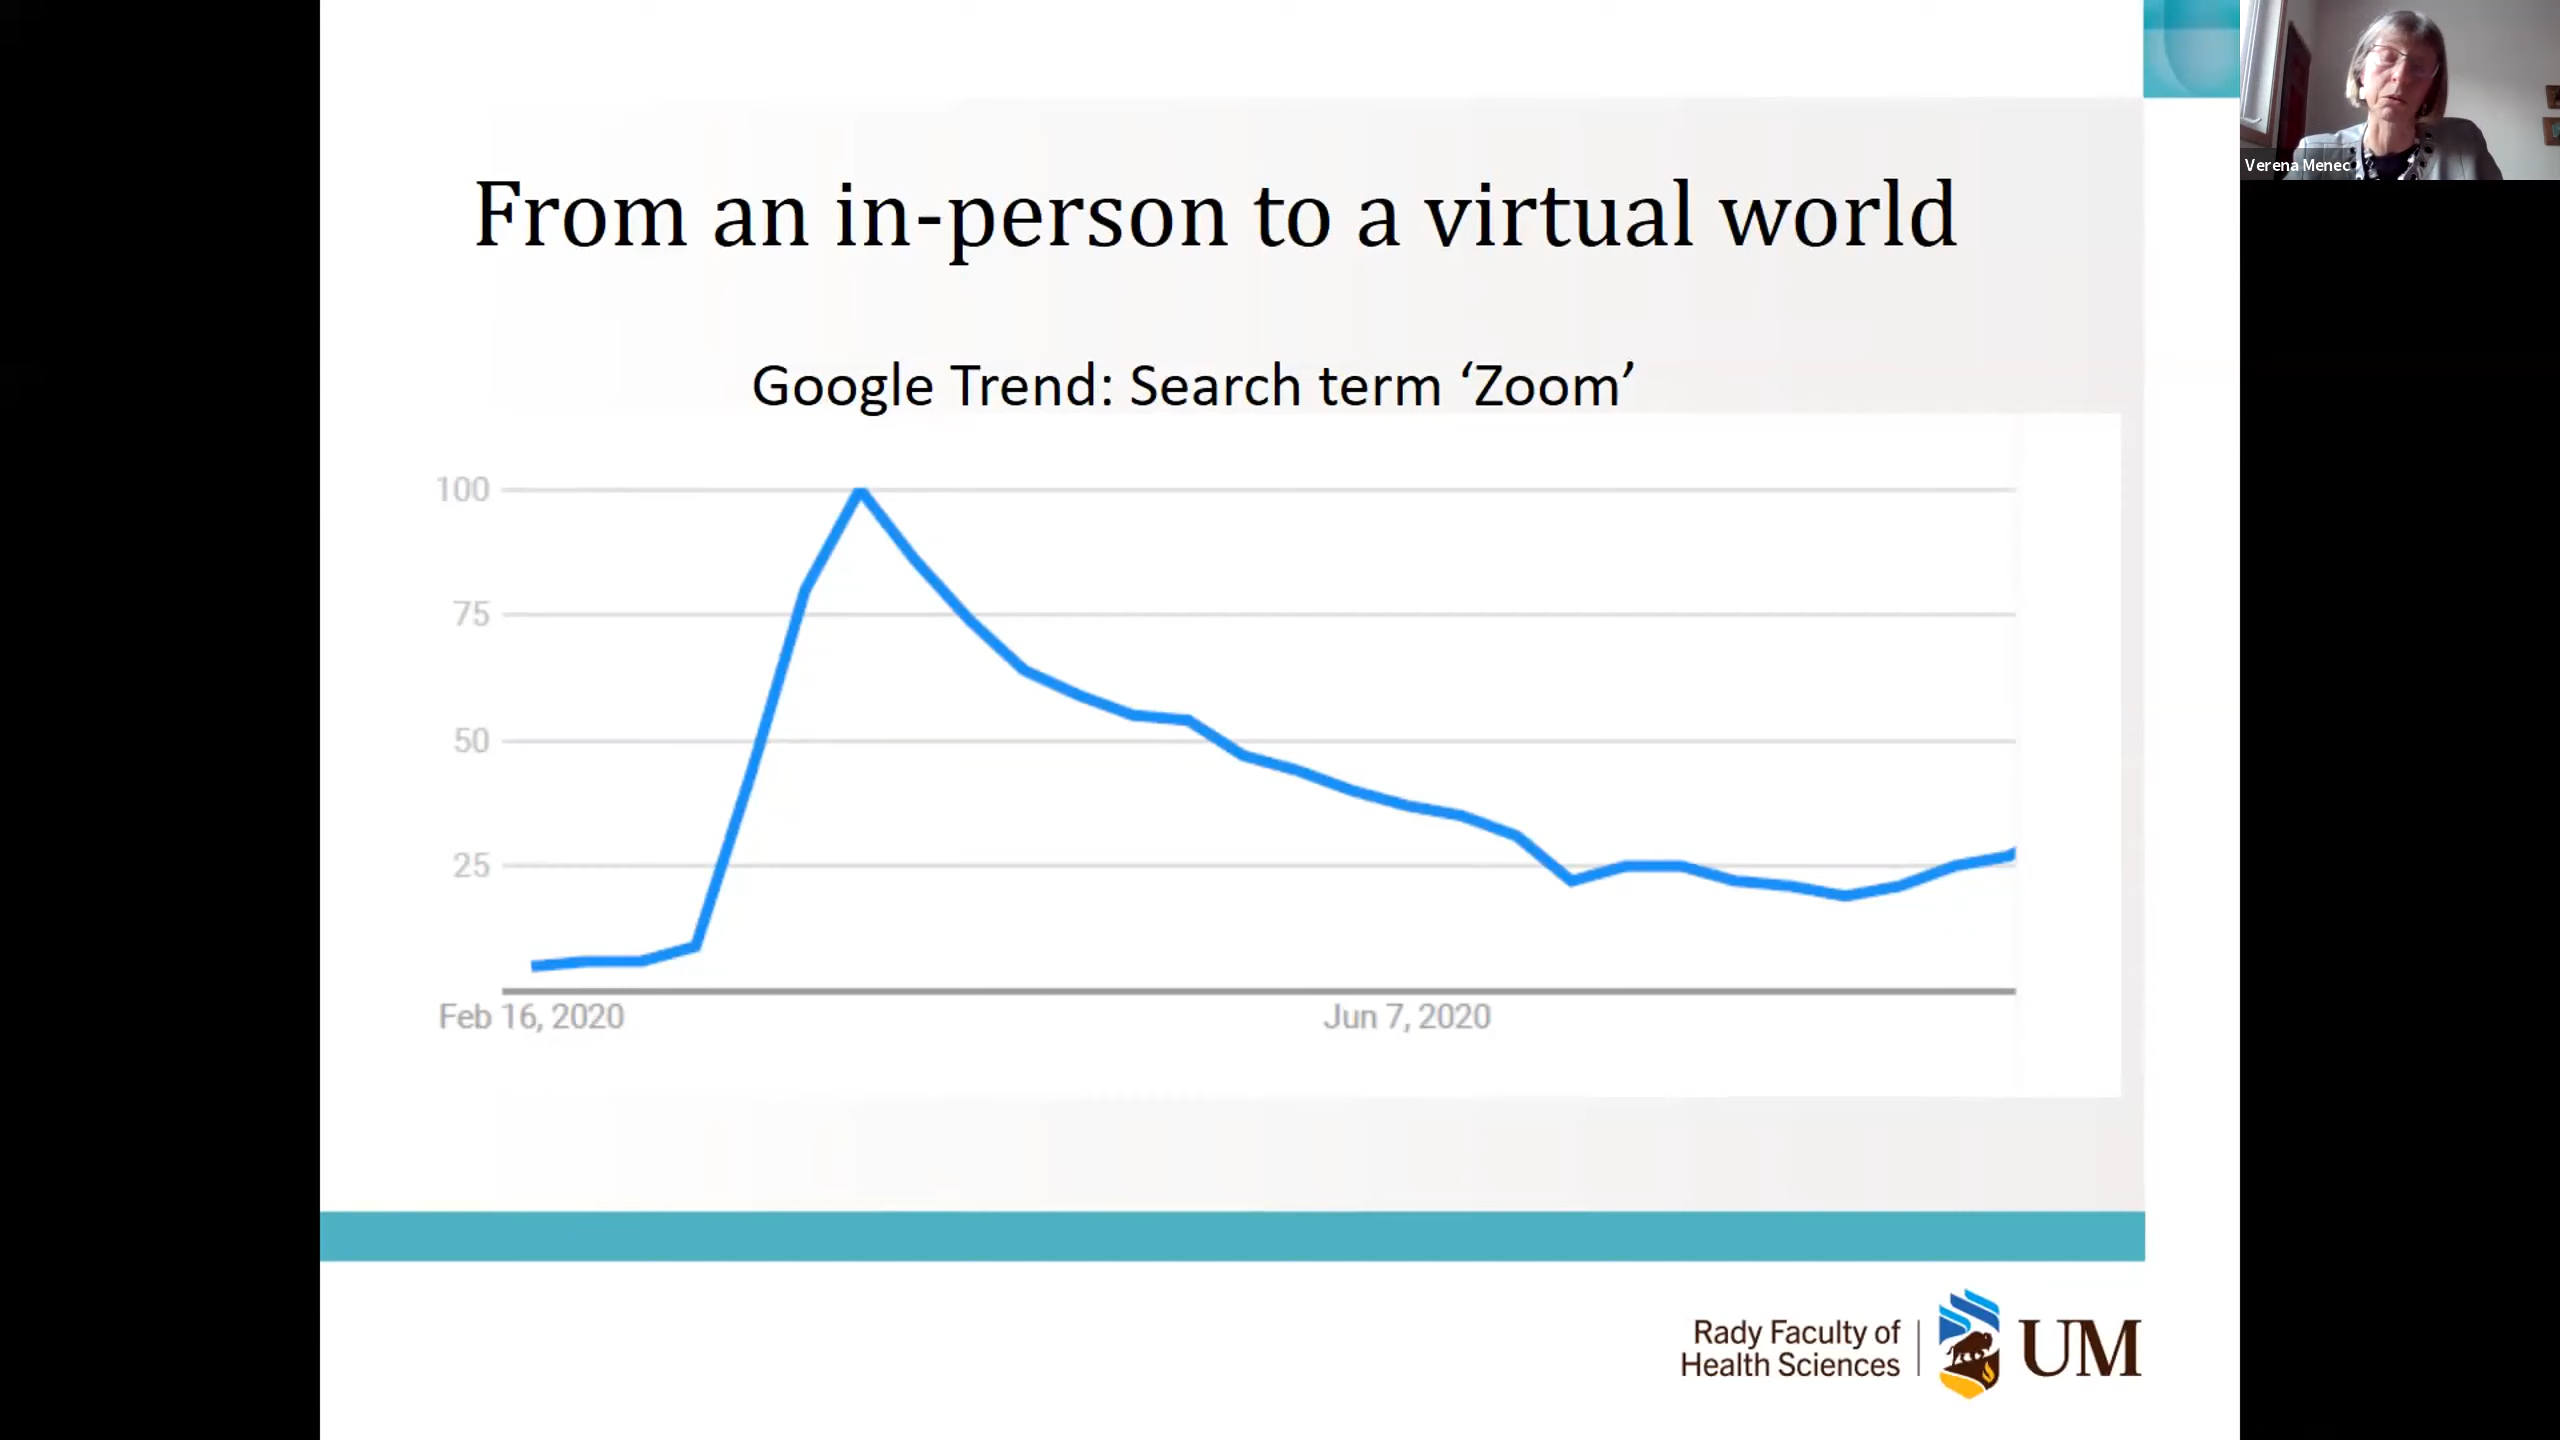 From an in-person to a virtual world
Verena Menec
Google Trend: Search term ‘Zoom’
100
75
50
25
Feb 16, 2020
Jun 7, 2020
Rady Faculty of
Health Sciences
UM